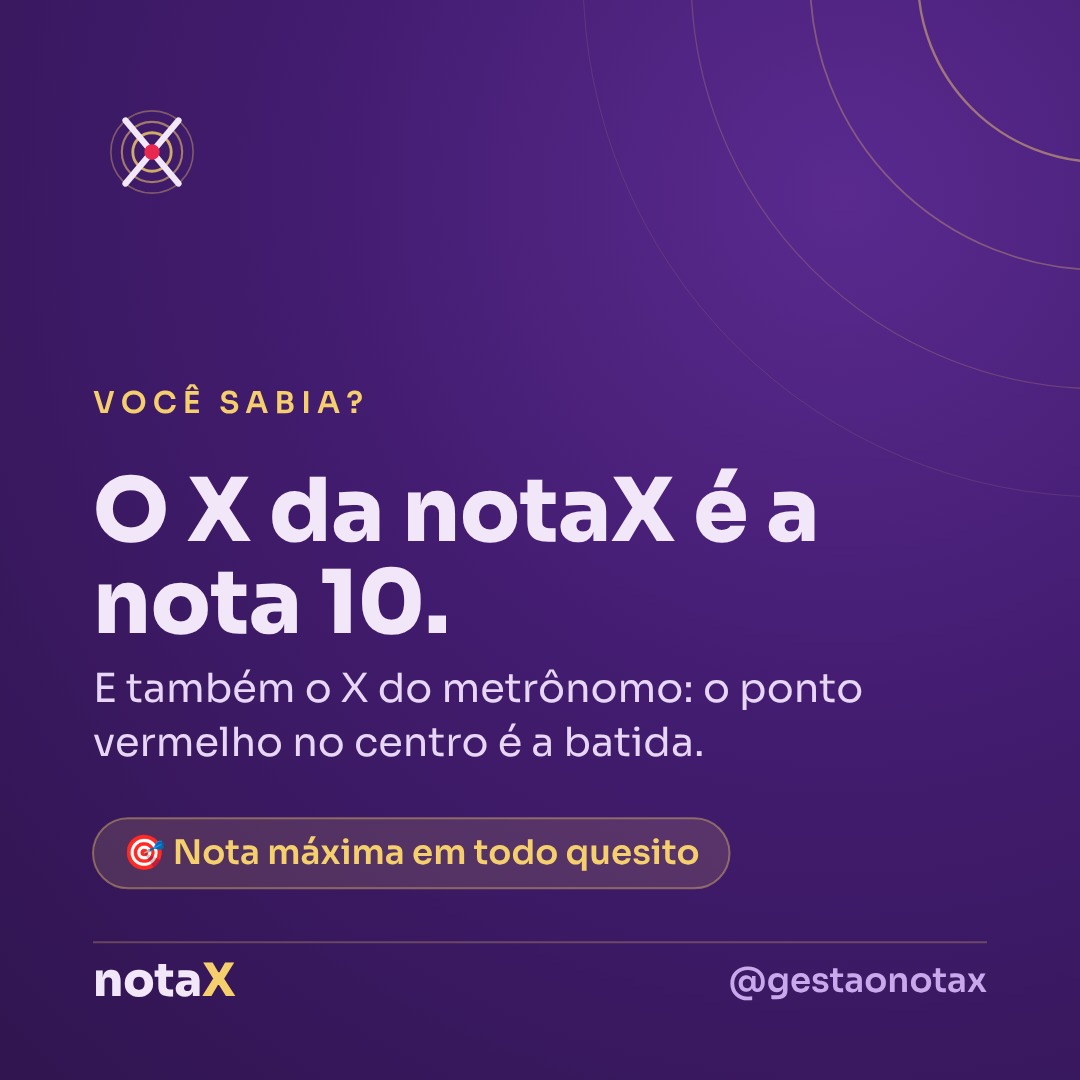 VOCÊ SABIA?
O X da notaX é a
nota 10.
E também o X do metrônomo: o ponto
vermelho no centro é a batida.
🎯 Nota máxima em todo quesito
notaX
@gestaonotax